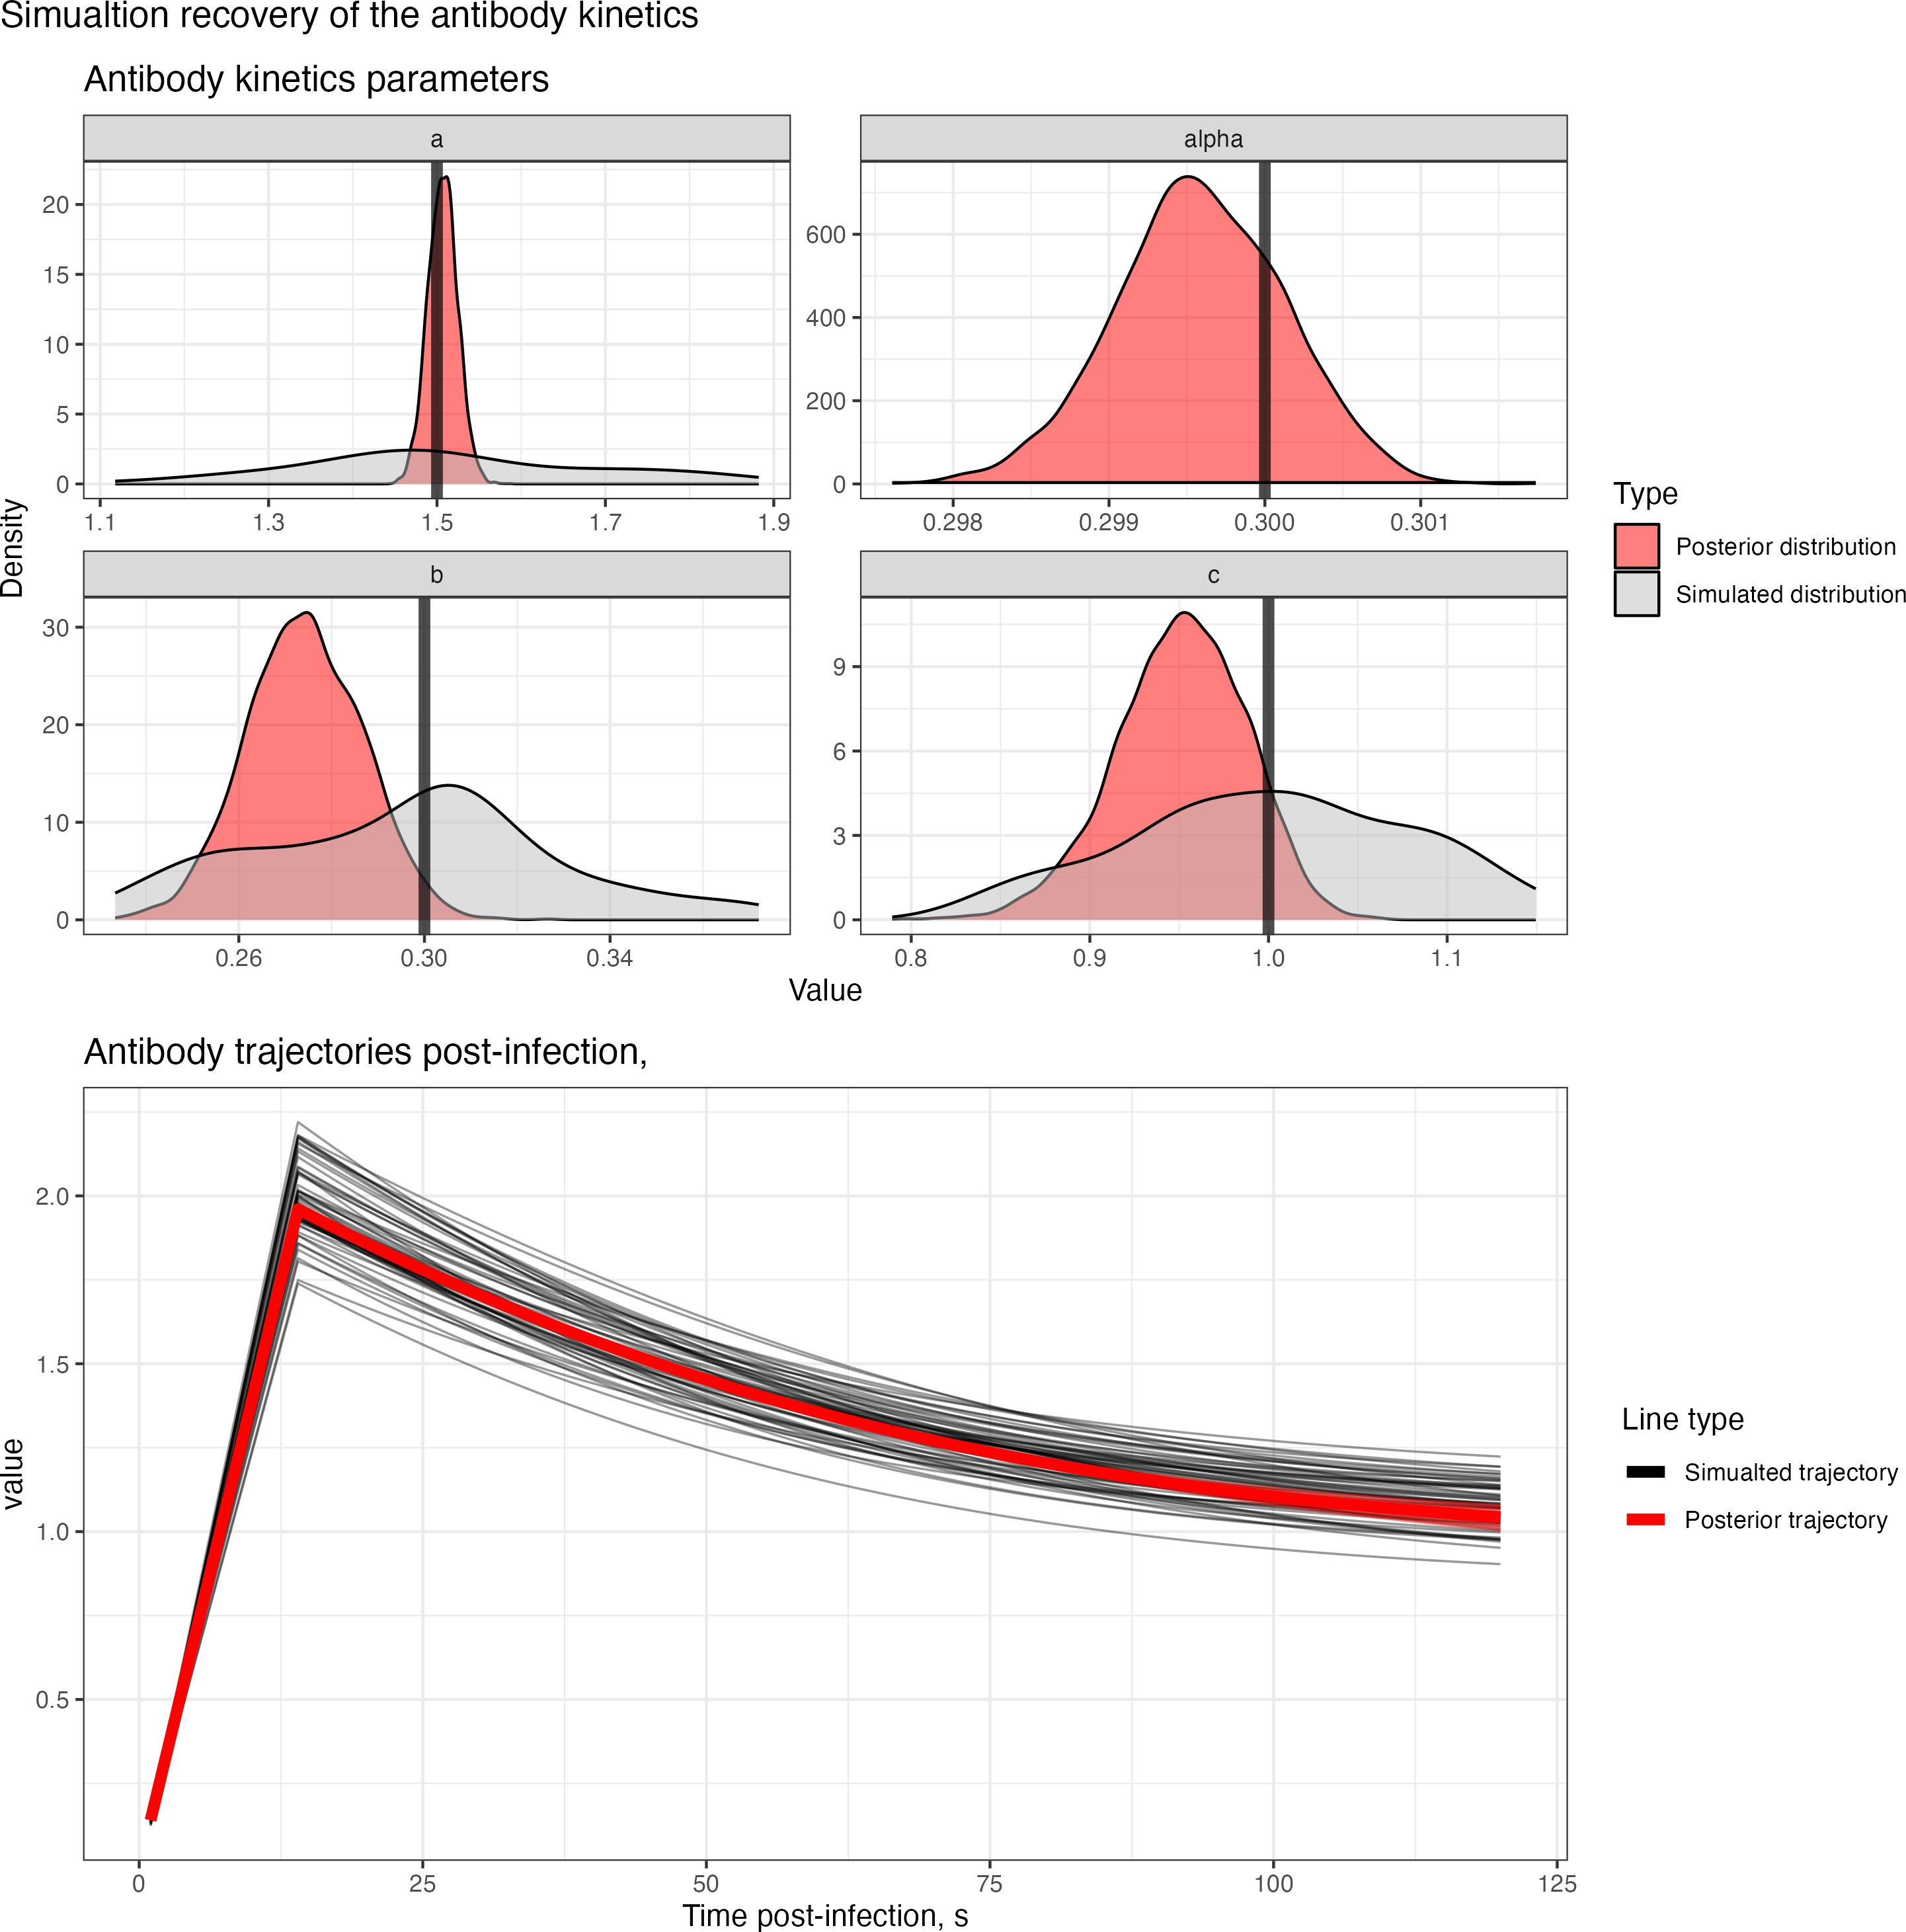 Simualtion recovery of the antibody kinetics
Antibody kinetics parameters
a
alpha
20
15
10
5
0
1.1 1.3 1.5 1.7 1.9
600
400
200
0
0.298 0.299 0.300 0.301
Density
b
c
30
20
10
0
0.26 0.30 0.34
9
6
3
0
0.8 0.9 1.0 1.1
Value
Type
Posterior distribution
Simulated distribution
Antibody trajectories post-infection,
value
2.0
1.5
1.0
0.5
0 25 50 75 100 125
Time post-infection, s
Line type
Simualted trajectory
Posterior trajectory